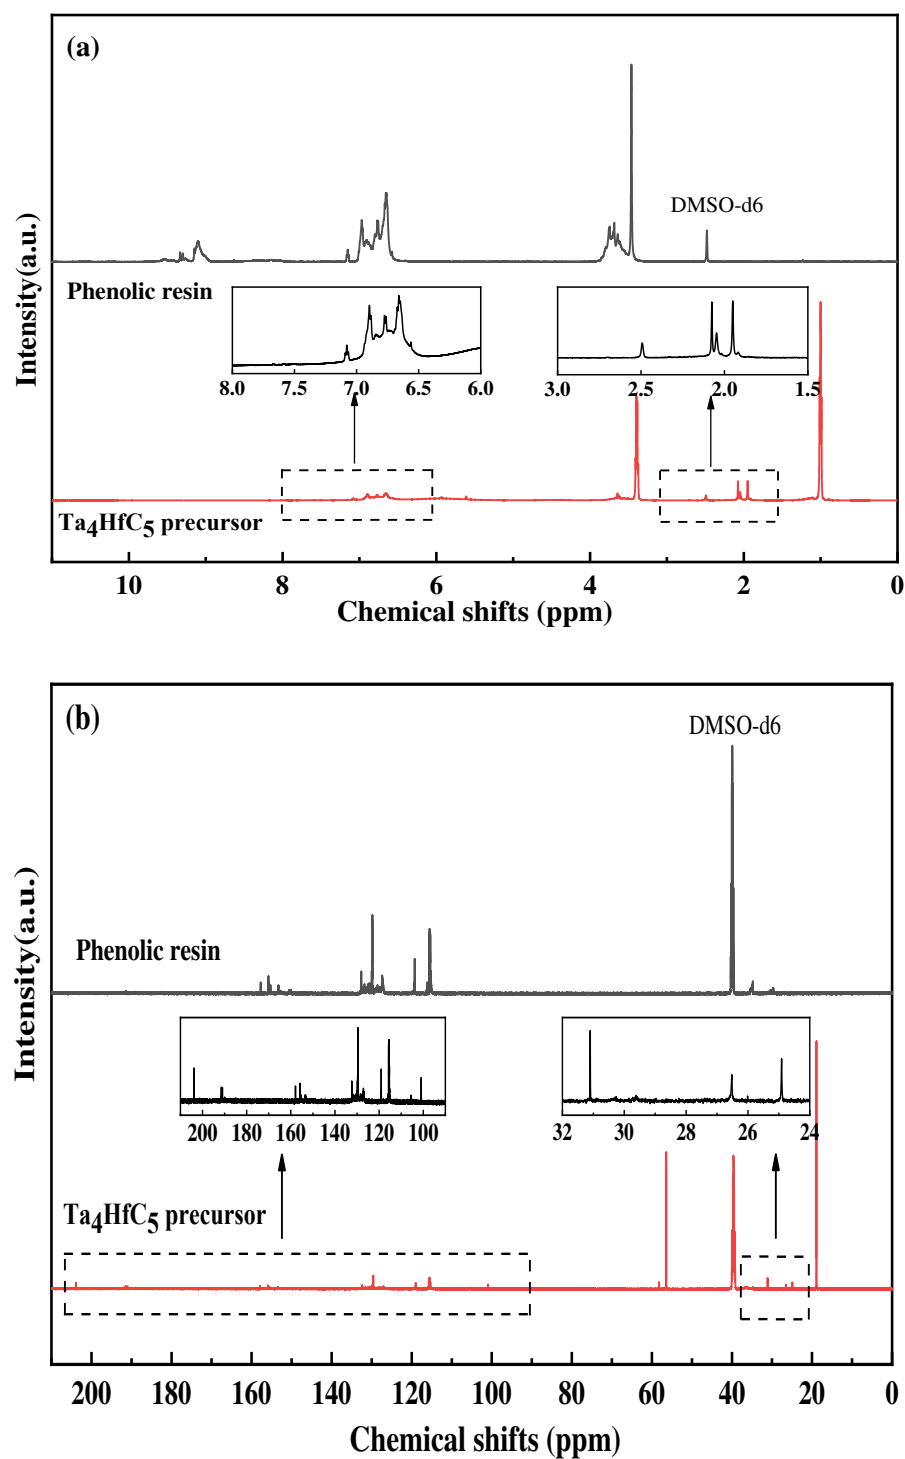 (a)
DMSO-d6
Phenolic resin
8.0 7.5 7.0 6.5 6.0
3.0 2.5 2.0 1.5
Ta4HfC5 precursor
Intensity(a.u.)
10 8 6 4 2 0
Chemical shifts (ppm)
(b)
DMSO-d6
Phenolic resin
200 180 160 140 120 100
32 30 28 26 24
Ta4HfC5 precursor
Intensity(a.u.)
200 180 160 140 120 100 80 60 40 20 0
Chemical shifts (ppm)